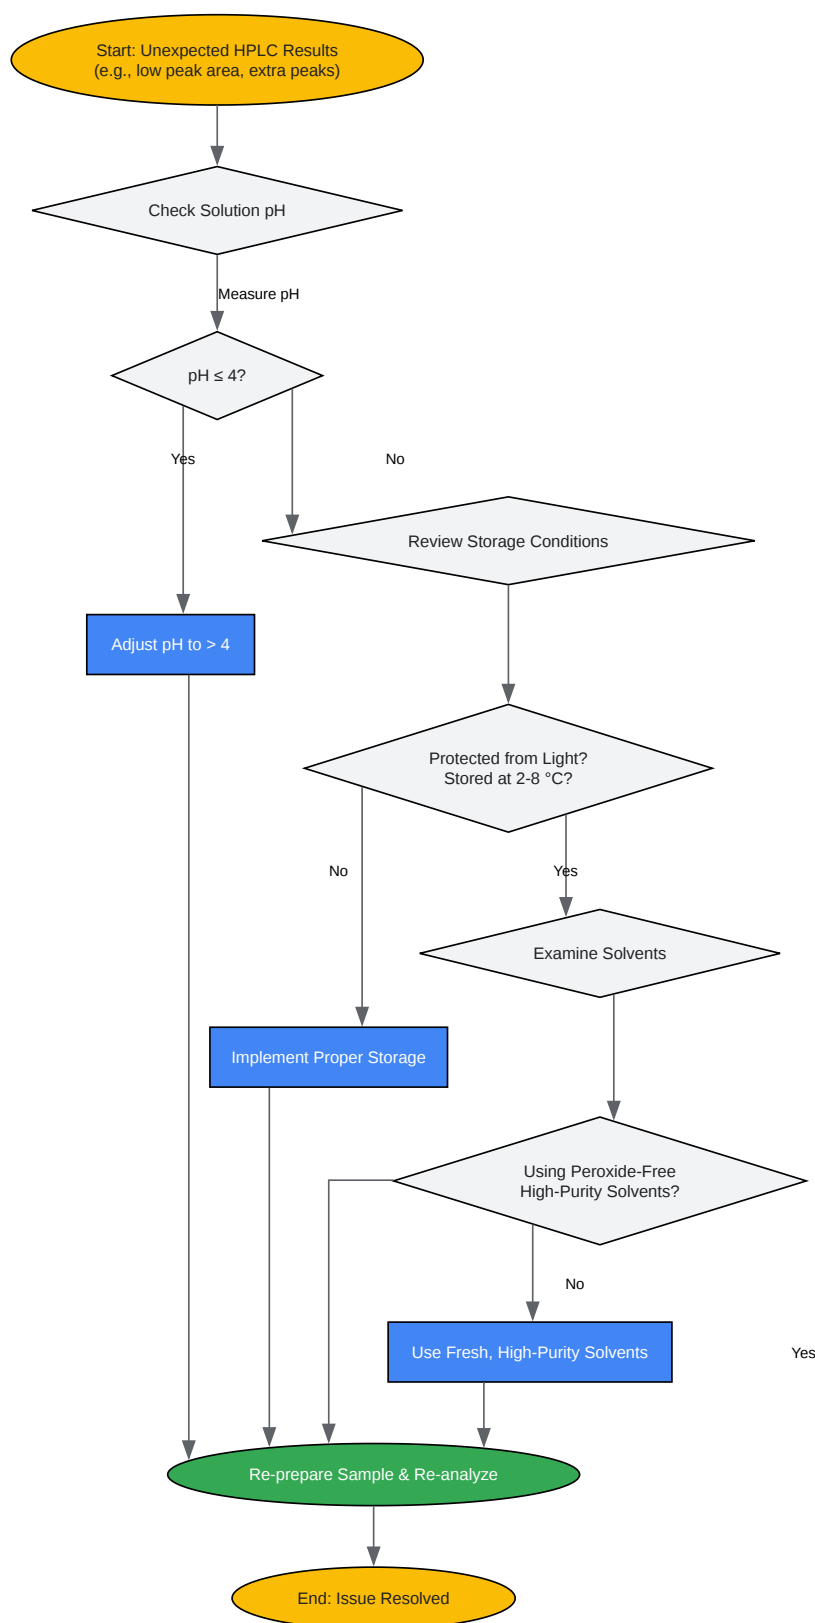 Start: Unexpected HPLC Results
(e.g., low peak area, extra peaks)
Check Solution pH
Measure pH
pH ≤ 4?
Yes
No
Review Storage Conditions
Adjust pH to > 4
Protected from Light?
Stored at 2-8 °C?
No
Yes
Examine Solvents
Implement Proper Storage
Using Peroxide-Free
High-Purity Solvents?
No
Use Fresh, High-Purity Solvents
Yes
Re-prepare Sample & Re-analyze
End: Issue Resolved